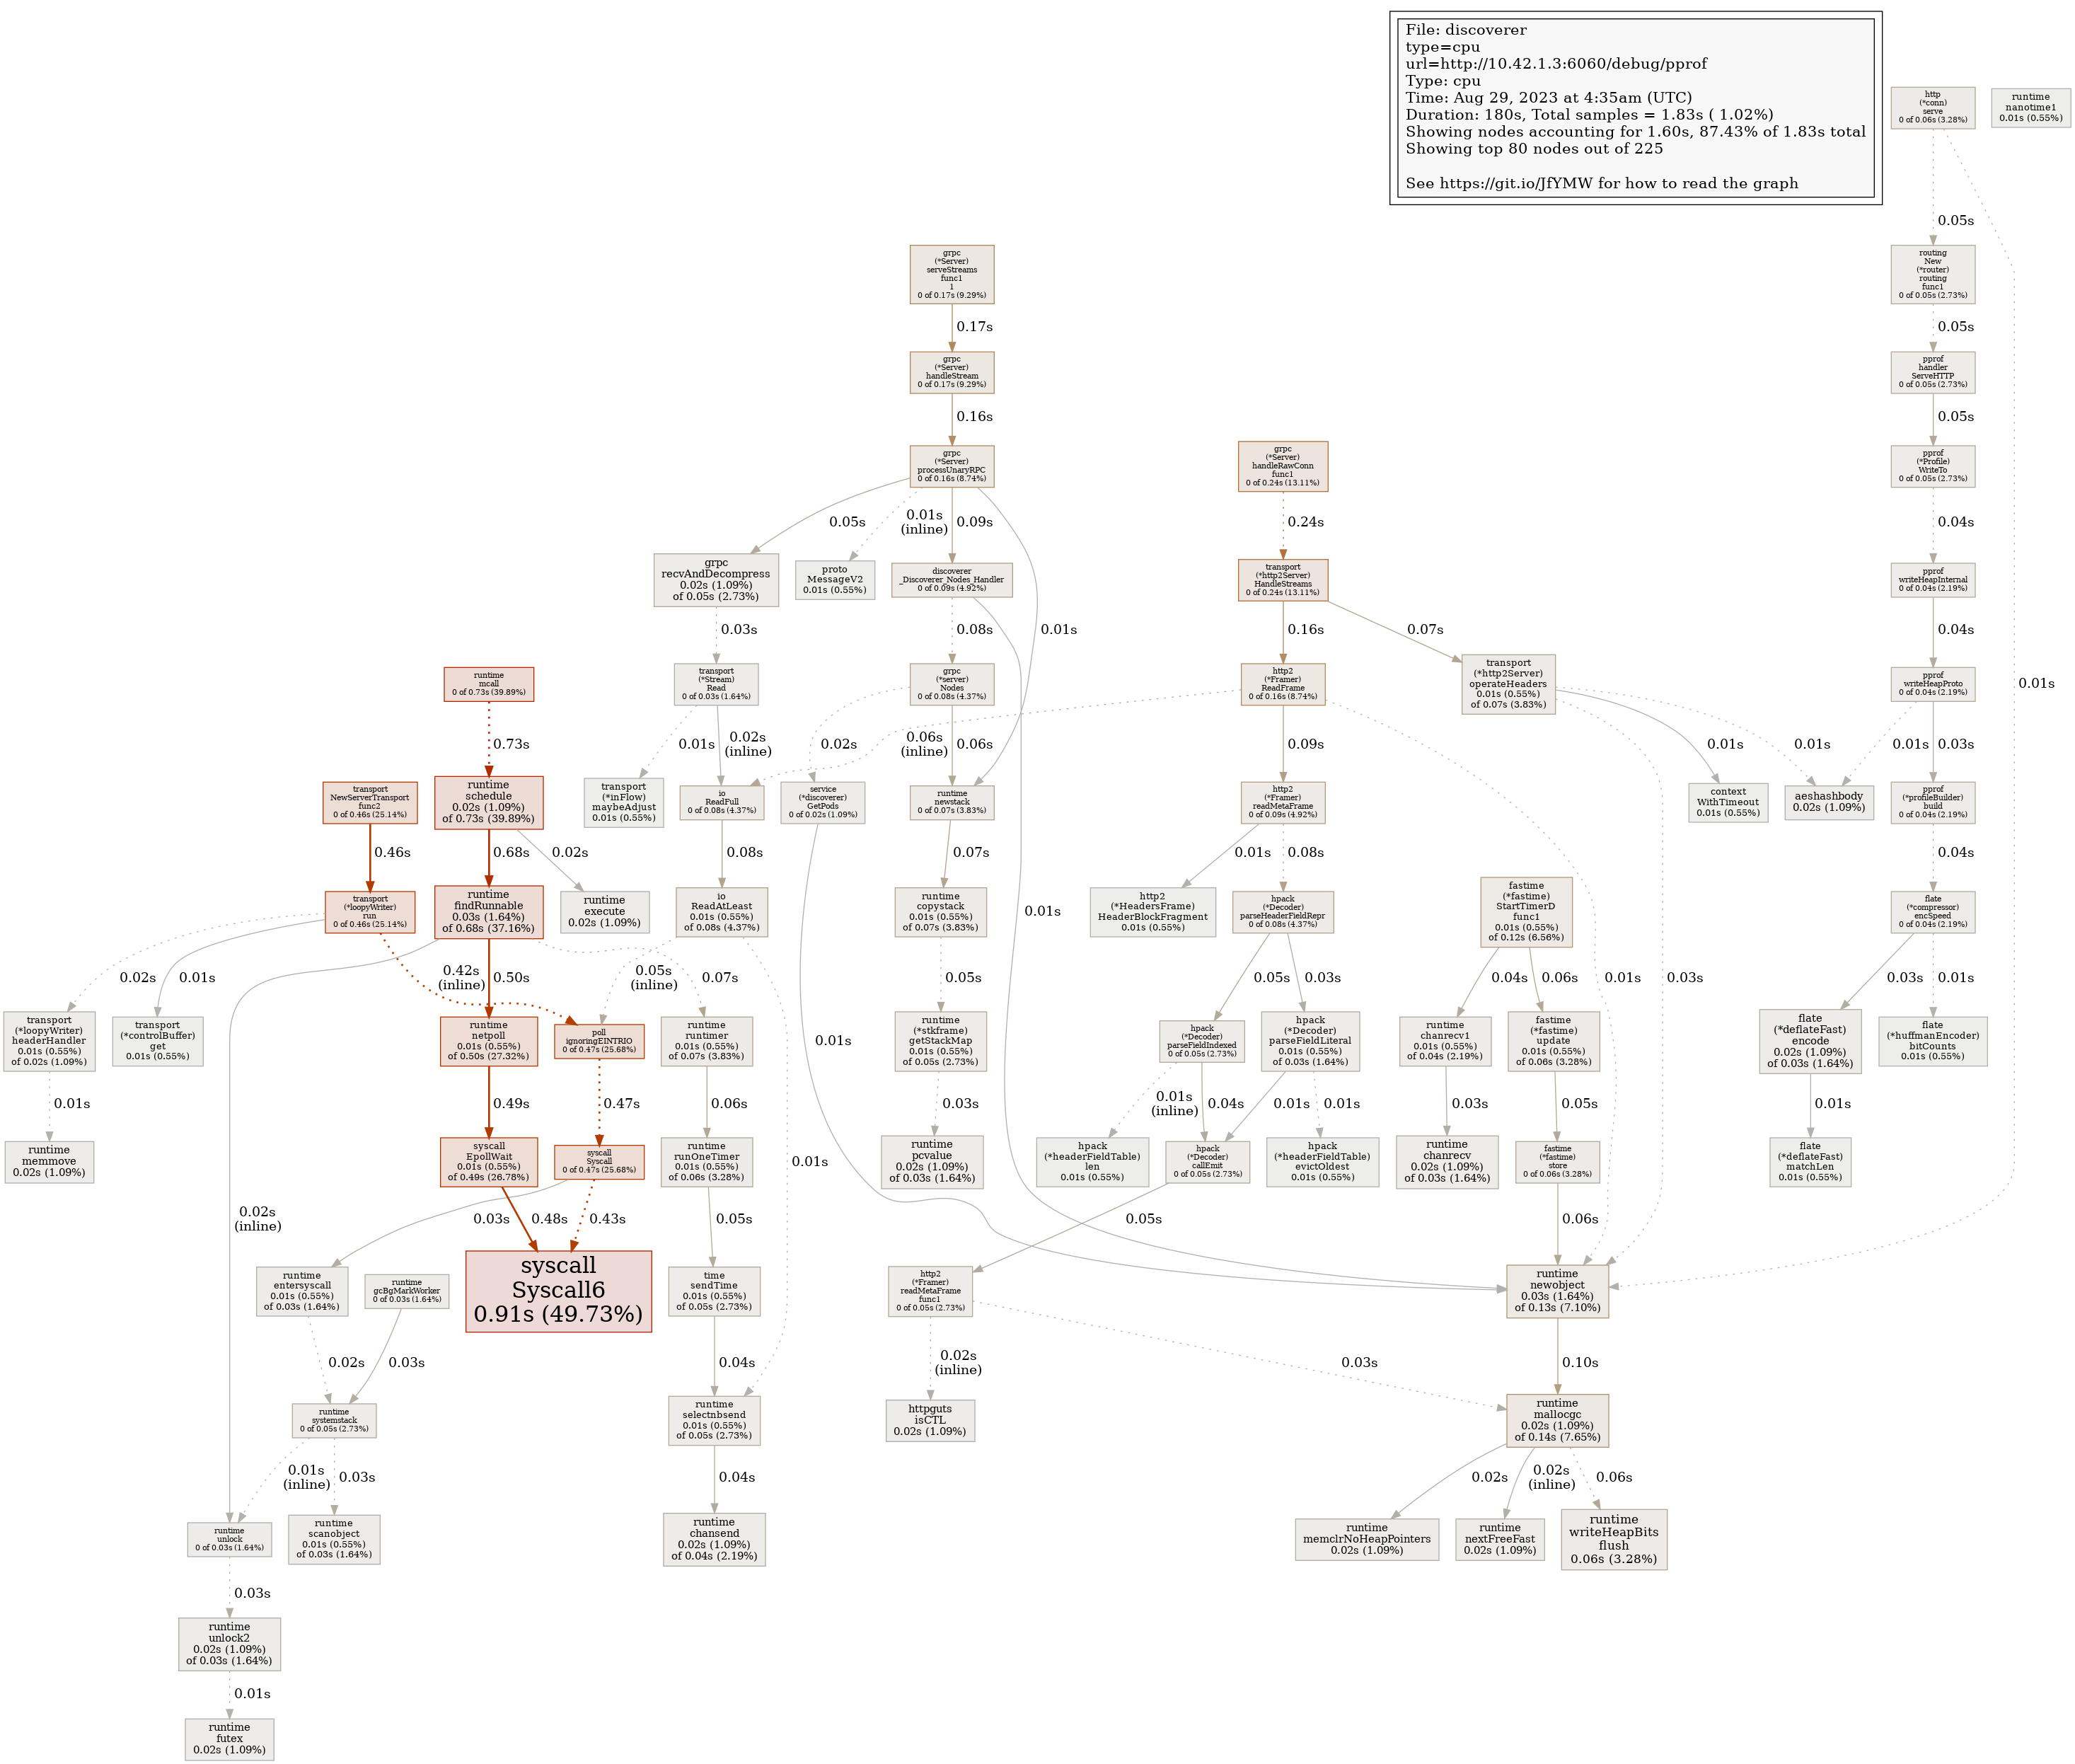 File: discoverer
type=cpu
url=http://10.42.1.3:6060/debug/pprof
Type: cpu
Time: Aug 29, 2023 at 4:35am (UTC)
Duration: 180s, Total samples = 1.83s ( 1.02%)
Showing nodes accounting for 1.60s, 87.43% of 1.83s total
Showing top 80 nodes out of 225
See https://git.io/JfYMW for how to read the graph
http
(*conn)
serve
0 of 0.06s (3.28%)
runtime
nanotime1
0.01s (0.55%)
0.05s
grpc
(*Server)
serveStreams
func1
1
0 of 0.17s (9.29%)
routing
New
(*router)
routing
func1
0 of 0.05s (2.73%)
0.17s
0.05s
grpc
(*Server)
handleStream
0 of 0.17s (9.29%)
pprof
handler
ServeHTTP
0 of 0.05s (2.73%)
0.16s
0.05s
grpc
(*Server)
processUnaryRPC
0 of 0.16s (8.74%)
grpc
(*Server)
handleRawConn
func1
0 of 0.24s (13.11%)
pprof
(*Profile)
WriteTo
0 of 0.05s (2.73%)
0.05s
0.01s
(inline)
0.09s
0.24s
0.04s
grpc
recvAndDecompress
0.02s (1.09%)
of 0.05s (2.73%)
proto
MessageV2
0.01s (0.55%)
discoverer
_Discoverer_Nodes_Handler
0 of 0.09s (4.92%)
transport
(*http2Server)
HandleStreams
0 of 0.24s (13.11%)
pprof
writeHeapInternal
0 of 0.04s (2.19%)
0.03s
0.08s
0.01s
0.16s
0.07s
0.04s
runtime
mcall
0 of 0.73s (39.89%)
transport
(*Stream)
Read
0 of 0.03s (1.64%)
grpc
(*server)
Nodes
0 of 0.08s (4.37%)
http2
(*Framer)
ReadFrame
0 of 0.16s (8.74%)
transport
(*http2Server)
operateHeaders
0.01s (0.55%)
of 0.07s (3.83%)
pprof
writeHeapProto
0 of 0.04s (2.19%)
0.01s
0.73s
0.01s
0.02s
(inline)
0.02s
0.06s
(inline)
0.06s
0.09s
0.01s
0.01s
0.01s
0.03s
transport
NewServerTransport
func2
0 of 0.46s (25.14%)
runtime
schedule
0.02s (1.09%)
of 0.73s (39.89%)
transport
(*inFlow)
maybeAdjust
0.01s (0.55%)
io
ReadFull
0 of 0.08s (4.37%)
service
(*discoverer)
GetPods
0 of 0.02s (1.09%)
runtime
newstack
0 of 0.07s (3.83%)
http2
(*Framer)
readMetaFrame
0 of 0.09s (4.92%)
context
WithTimeout
0.01s (0.55%)
aeshashbody
0.02s (1.09%)
pprof
(*profileBuilder)
build
0 of 0.04s (2.19%)
0.46s
0.68s
0.02s
0.08s
0.07s
0.01s
0.08s
0.04s
transport
(*loopyWriter)
run
0 of 0.46s (25.14%)
runtime
findRunnable
0.03s (1.64%)
of 0.68s (37.16%)
runtime
execute
0.02s (1.09%)
io
ReadAtLeast
0.01s (0.55%)
of 0.08s (4.37%)
runtime
copystack
0.01s (0.55%)
of 0.07s (3.83%)
0.01s
http2
(*HeadersFrame)
HeaderBlockFragment
0.01s (0.55%)
hpack
(*Decoder)
parseHeaderFieldRepr
0 of 0.08s (4.37%)
fastime
(*fastime)
StartTimerD
func1
0.01s (0.55%)
of 0.12s (6.56%)
flate
(*compressor)
encSpeed
0 of 0.04s (2.19%)
0.02s
0.01s
0.42s
(inline)
0.50s
0.05s
(inline)
0.07s
0.05s
0.05s
0.03s
0.04s
0.06s
0.01s
0.03s
0.03s
0.01s
transport
(*loopyWriter)
headerHandler
0.01s (0.55%)
of 0.02s (1.09%)
transport
(*controlBuffer)
get
0.01s (0.55%)
runtime
netpoll
0.01s (0.55%)
of 0.50s (27.32%)
poll
ignoringEINTRIO
0 of 0.47s (25.68%)
runtime
runtimer
0.01s (0.55%)
of 0.07s (3.83%)
0.01s
runtime
(*stkframe)
getStackMap
0.01s (0.55%)
of 0.05s (2.73%)
hpack
(*Decoder)
parseFieldIndexed
0 of 0.05s (2.73%)
hpack
(*Decoder)
parseFieldLiteral
0.01s (0.55%)
of 0.03s (1.64%)
runtime
chanrecv1
0.01s (0.55%)
of 0.04s (2.19%)
fastime
(*fastime)
update
0.01s (0.55%)
of 0.06s (3.28%)
flate
(*deflateFast)
encode
0.02s (1.09%)
of 0.03s (1.64%)
flate
(*huffmanEncoder)
bitCounts
0.01s (0.55%)
0.01s
0.49s
0.47s
0.06s
0.03s
0.01s
(inline)
0.04s
0.01s
0.01s
0.03s
0.05s
0.01s
runtime
memmove
0.02s (1.09%)
syscall
EpollWait
0.01s (0.55%)
of 0.49s (26.78%)
syscall
Syscall
0 of 0.47s (25.68%)
runtime
runOneTimer
0.01s (0.55%)
of 0.06s (3.28%)
0.01s
runtime
pcvalue
0.02s (1.09%)
of 0.03s (1.64%)
hpack
(*headerFieldTable)
len
0.01s (0.55%)
hpack
(*Decoder)
callEmit
0 of 0.05s (2.73%)
hpack
(*headerFieldTable)
evictOldest
0.01s (0.55%)
runtime
chanrecv
0.02s (1.09%)
of 0.03s (1.64%)
fastime
(*fastime)
store
0 of 0.06s (3.28%)
flate
(*deflateFast)
matchLen
0.01s (0.55%)
0.02s
(inline)
0.03s
0.48s
0.43s
0.05s
0.05s
0.06s
runtime
entersyscall
0.01s (0.55%)
of 0.03s (1.64%)
runtime
gcBgMarkWorker
0 of 0.03s (1.64%)
syscall
Syscall6
0.91s (49.73%)
time
sendTime
0.01s (0.55%)
of 0.05s (2.73%)
http2
(*Framer)
readMetaFrame
func1
0 of 0.05s (2.73%)
runtime
newobject
0.03s (1.64%)
of 0.13s (7.10%)
0.02s
0.03s
0.04s
0.02s
(inline)
0.03s
0.10s
runtime
systemstack
0 of 0.05s (2.73%)
runtime
selectnbsend
0.01s (0.55%)
of 0.05s (2.73%)
httpguts
isCTL
0.02s (1.09%)
runtime
mallocgc
0.02s (1.09%)
of 0.14s (7.65%)
0.01s
(inline)
0.03s
0.04s
0.02s
0.02s
(inline)
0.06s
runtime
unlock
0 of 0.03s (1.64%)
runtime
scanobject
0.01s (0.55%)
of 0.03s (1.64%)
runtime
chansend
0.02s (1.09%)
of 0.04s (2.19%)
runtime
memclrNoHeapPointers
0.02s (1.09%)
runtime
nextFreeFast
0.02s (1.09%)
runtime
writeHeapBits
flush
0.06s (3.28%)
0.03s
runtime
unlock2
0.02s (1.09%)
of 0.03s (1.64%)
0.01s
runtime
futex
0.02s (1.09%)